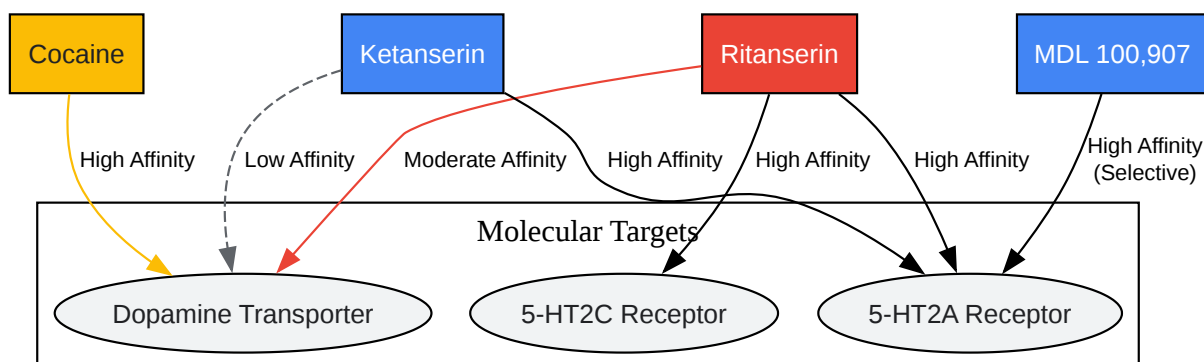 Cocaine
Ketanserin
Ritanserin
MDL 100,907
High Affinity
Low Affinity
Moderate Affinity
High Affinity
High Affinity
High Affinity
High Affinity
(Selective)
Molecular Targets
Dopamine Transporter
5-HT2C Receptor
5-HT2A Receptor